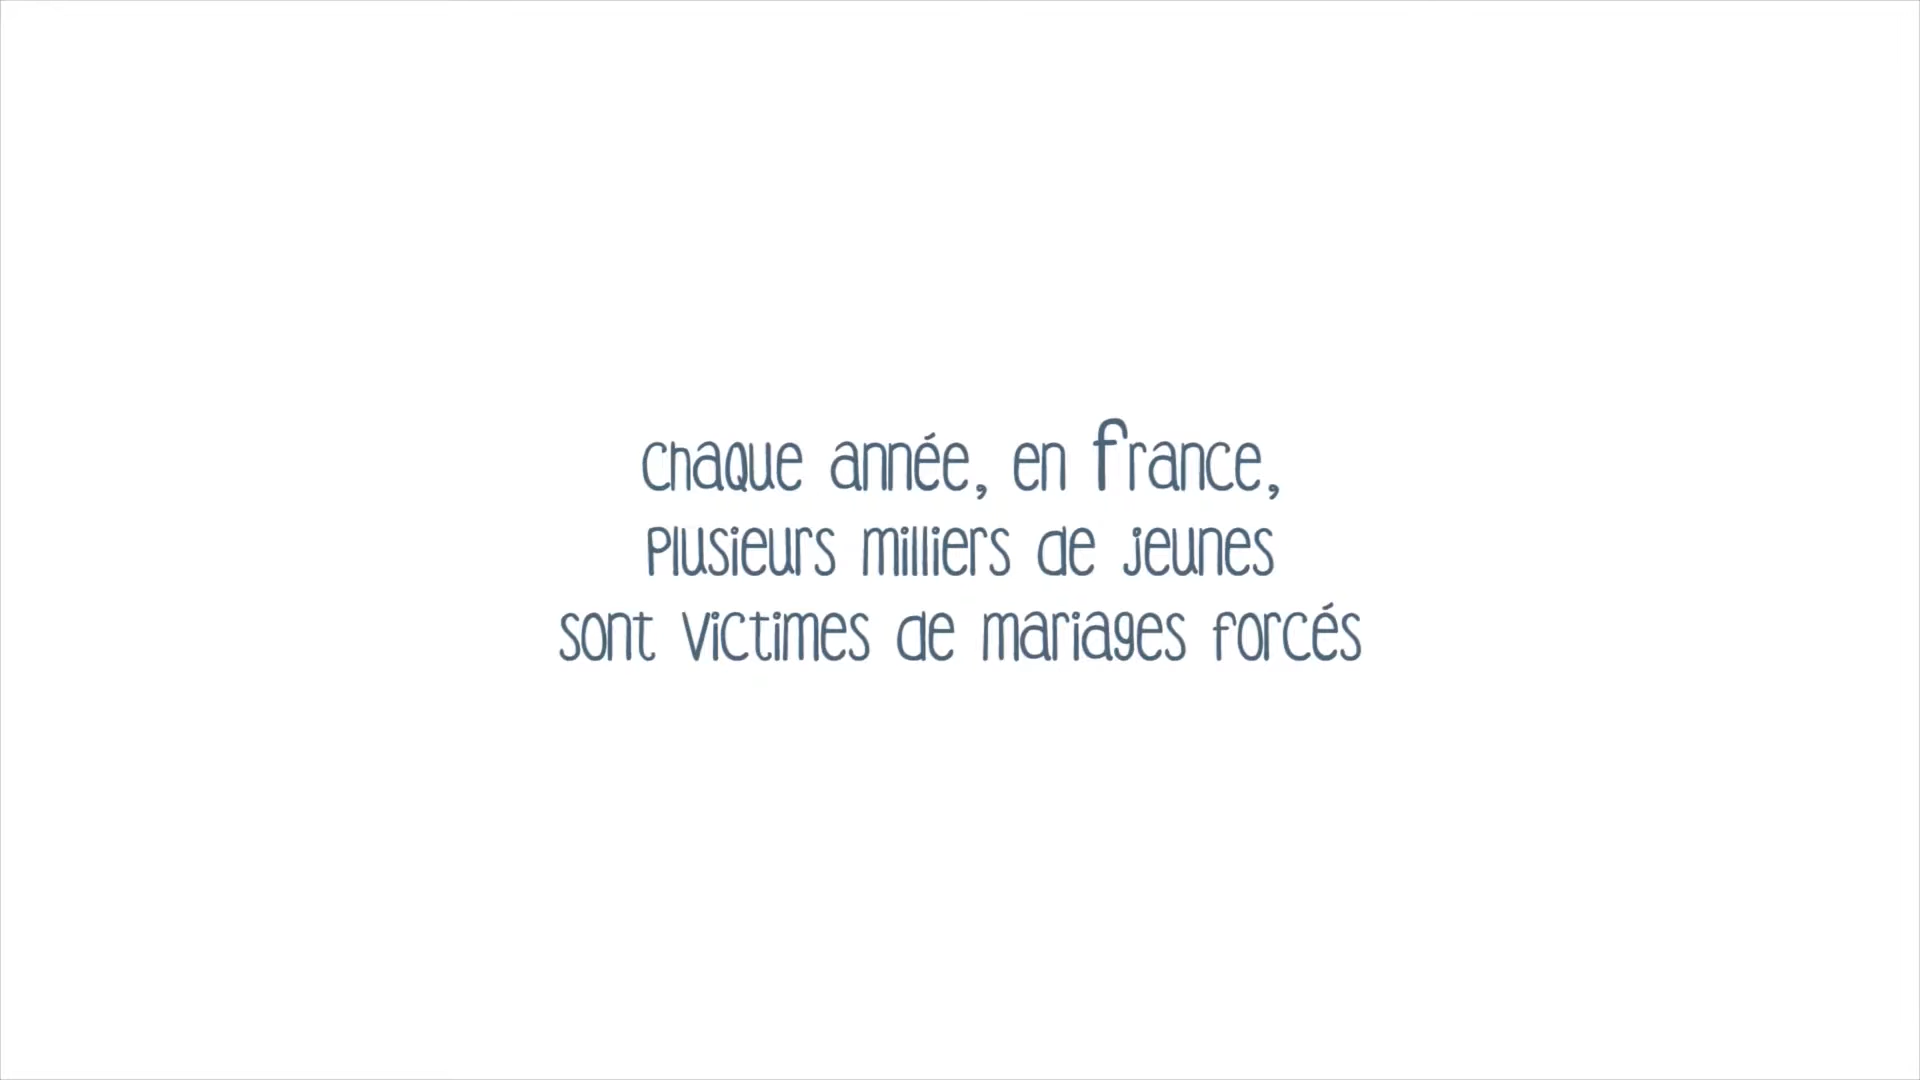 Chaque année, en France,
plusieurs milliers de jeunes
sont victimes de mariages forcés